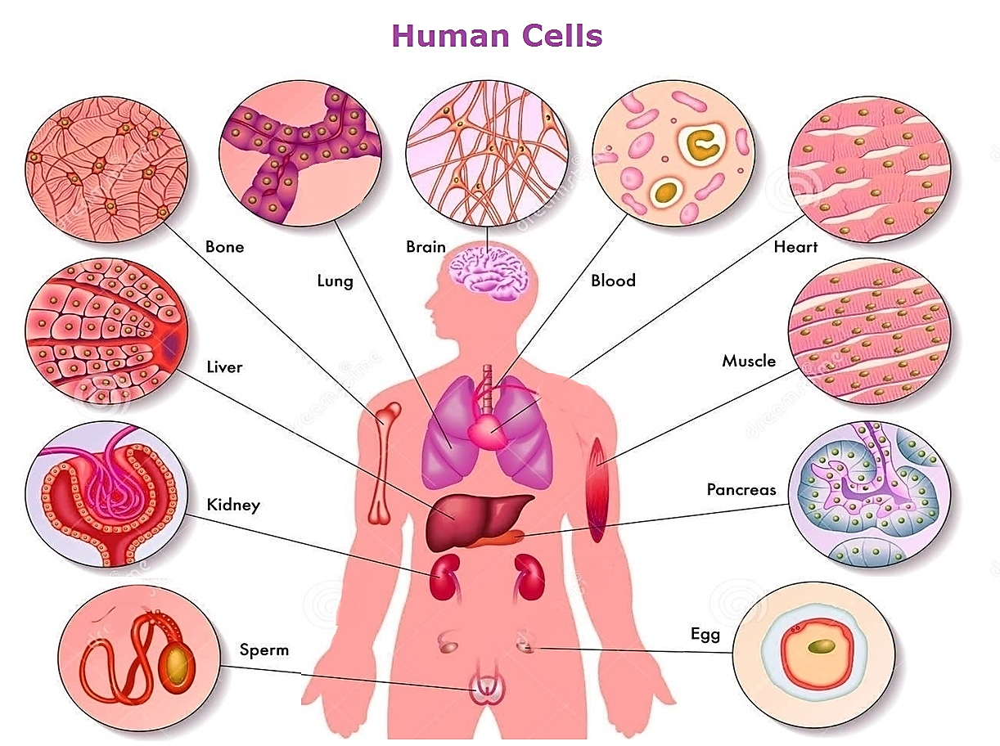 Human Cells
Bone
Brain
Heart
Lung
Blood
Liver
Muscle
Kidney
Pancreas
Sperm
Egg